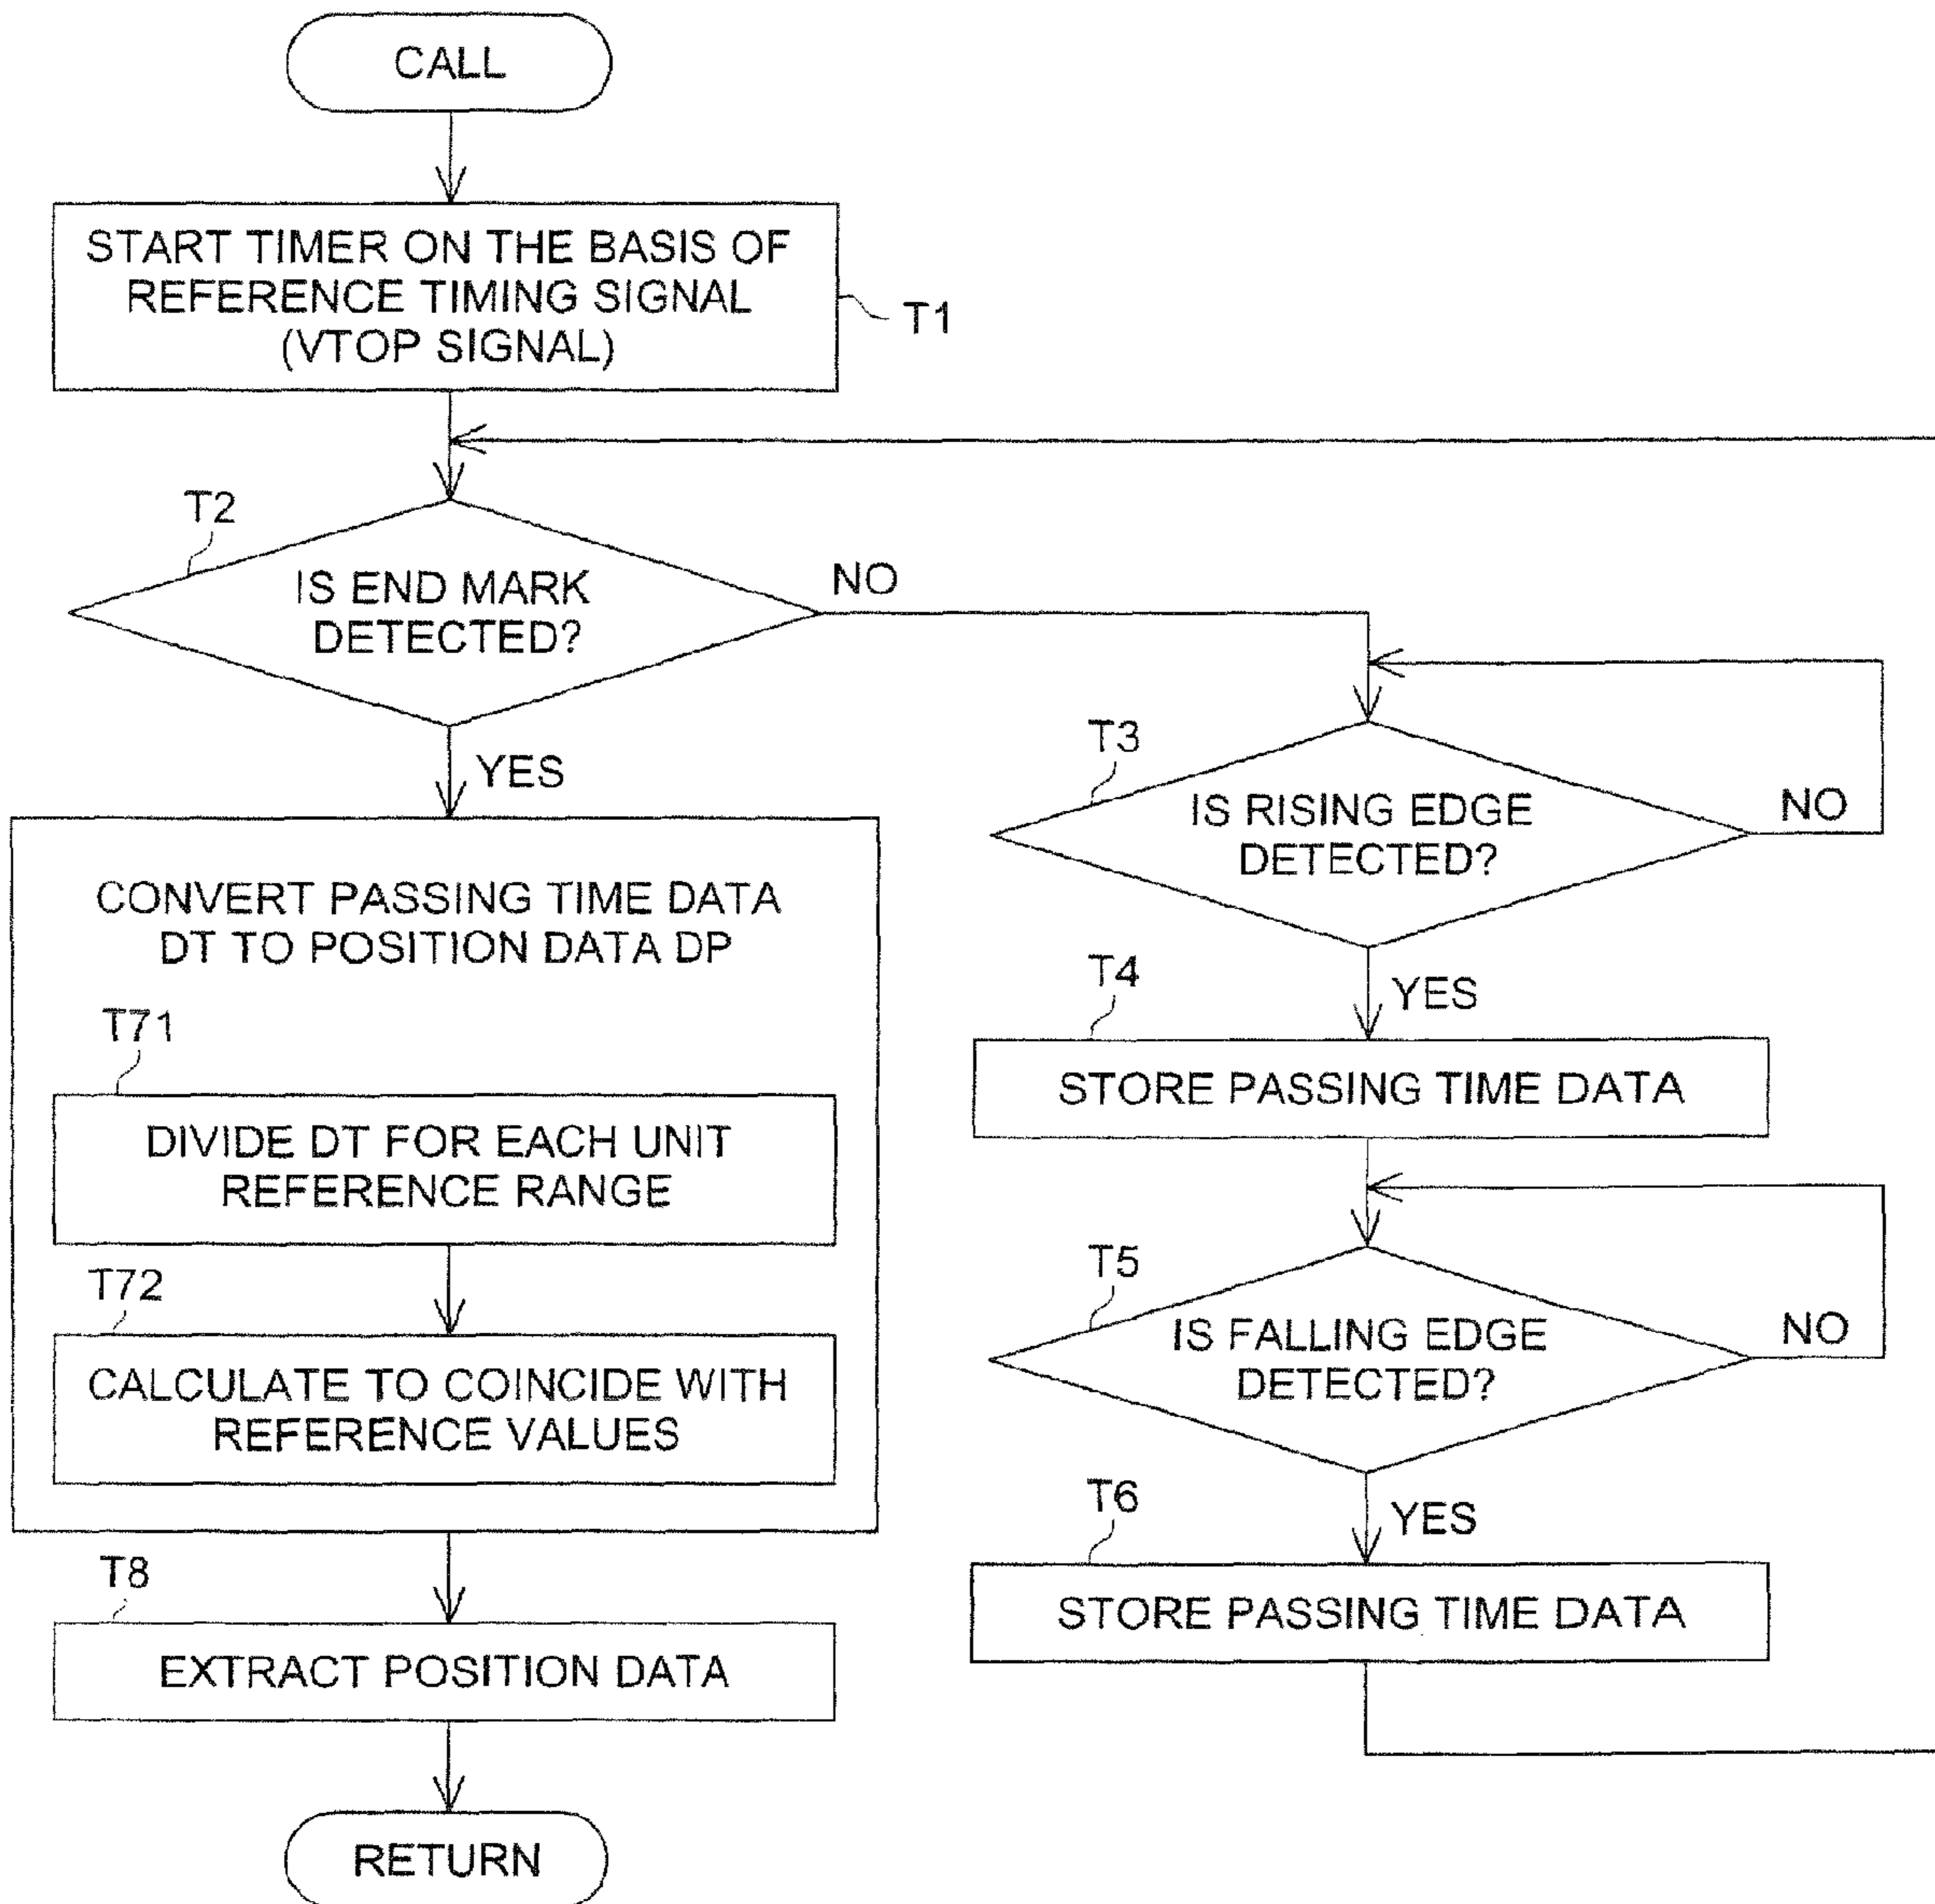 CALL
START TIMER ON THE BASIS OF
REFERENCE TIMING SIGNAL
(VTOP SIGNAL)
T1
T2
IS END MARK
DETECTED?
NO
YES
T3
IS RISING EDGE
DETECTED?
NO
YES
T4
STORE PASSING TIME DATA
T5
IS FALLING EDGE
DETECTED?
NO
YES
T6
STORE PASSING TIME DATA
CONVERT PASSING TIME DATA
DT TO POSITION DATA DP
T71
DIVIDE DT FOR EACH UNIT
REFERENCE RANGE
T72
CALCULATE TO COINCIDE WITH
REFERENCE VALUES
T8
EXTRACT POSITION DATA
RETURN